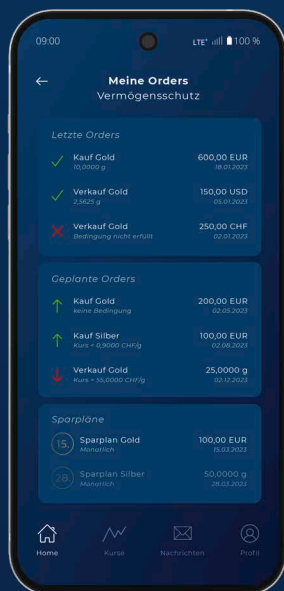 09:00
LTE+ 100 %
Meine Orders
Vermögensschutz
Letzte Orders
Kauf Gold 600,00 EUR
10,0000 g 18.01.2023
Verkauf Gold 150,00 USD
2,5625 g 05.01.2023
Verkauf Gold 250,00 CHF
Bedingung nicht erfüllt 02.01.2023
Geplante Orders
Kauf Gold 200,00 EUR
keine Bedingung 02.05.2023
Kauf Silber 100,00 EUR
Kurs = 0,9000 CHF/g 02.08.2023
Verkauf Gold 25,0000 g
Kurs = 55,0000 CHF/g 02.12.2023
Sparpläne
15. Sparplan Gold 100,00 EUR
Monatlich 15.03.2023
28. Sparplan Silber 50,0000 g
Monatlich 28.03.2023
Home Kurse Nachrichten Profil